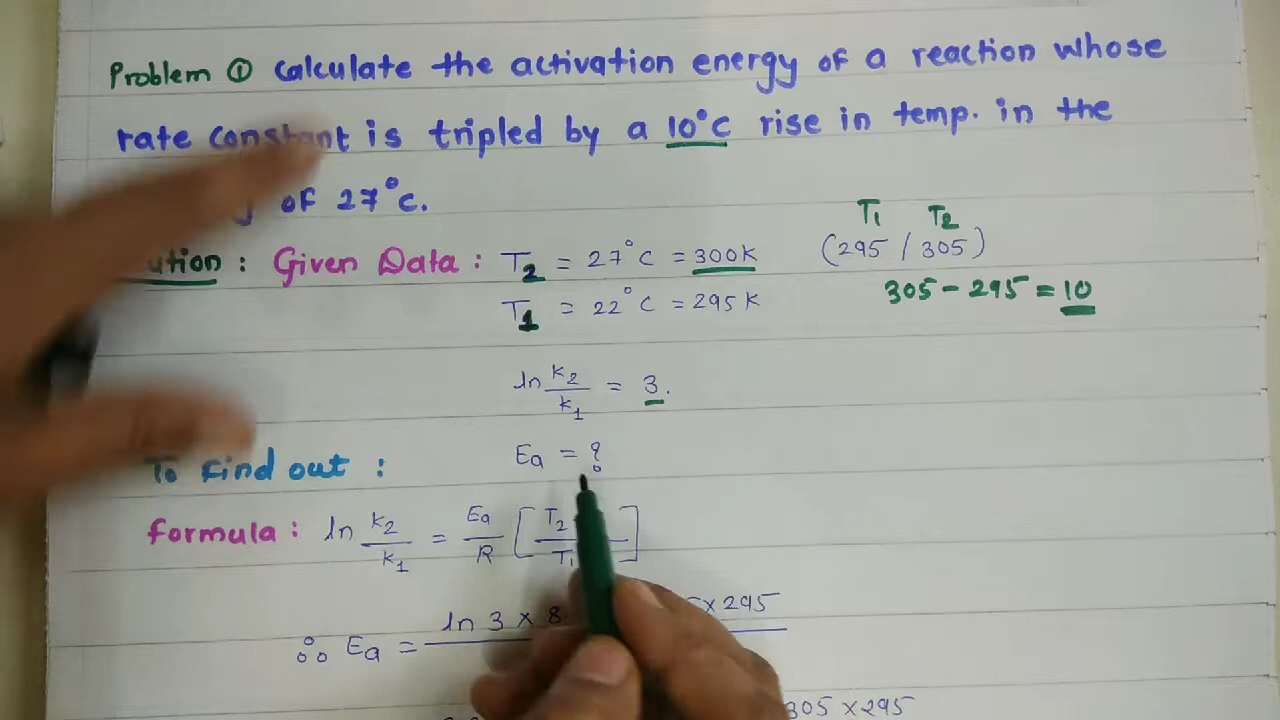 Problem ① Calculate the activation energy of a reaction whose
rate constant is tripled by a 10°C rise in temp. in the
of 27°C.
T1 T2
(295 / 305)
305 - 295 = 10
Given Data : T2 = 27°C = 300K
T1 = 22°C = 295 K
ln K2/K1 = 3.
To Find out : Ea = ?
Formula : ln K2/K1 = Ea/R [T2 / T1 ]
∴ Ea = ln 3 × 8 ×295
305 ×295